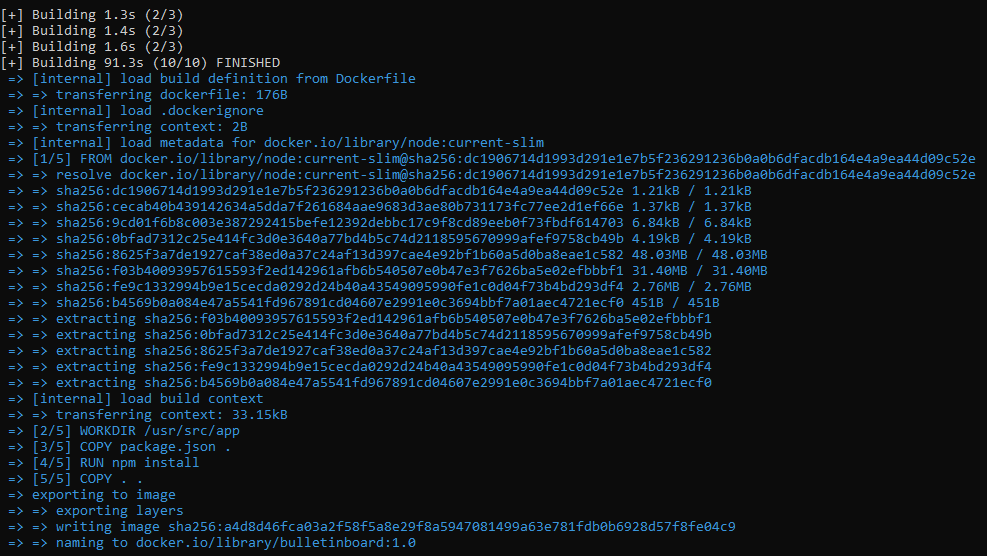 [+] Building 1.3s (2/3)
[+] Building 1.4s (2/3)
[+] Building 1.6s (2/3)
[+] Building 91.3s (10/10) FINISHED
=> [internal] load build definition from Dockerfile
=> => transferring dockerfile: 176B
=> [internal] load .dockerignore
=> => transferring context: 2B
=> [internal] load metadata for docker.io/library/node:current-slim
=> [1/5] FROM docker.io/library/node:current-slim@sha256:dc1906714d1993d291e1e7b5f236291236b0a0b6dfacdb164e4a9ea44d09c52e
=> => resolve docker.io/library/node:current-slim@sha256:dc1906714d1993d291e1e7b5f236291236b0a0b6dfacdb164e4a9ea44d09c52e
=> => sha256:dc1906714d1993d291e1e7b5f236291236b0a0b6dfacdb164e4a9ea44d09c52e 1.21kB / 1.21kB
=> => sha256:cecab40b439142634a5dda7f261684aae9683d3ae80b731173fc77ee2d1ef66e 1.37kB / 1.37kB
=> => sha256:9cd01f6b8c003e387292415befe12392debbc17c9f8cd89eeb0f73fbdf614703 6.84kB / 6.84kB
=> => sha256:0bfad7312c25e414fc3d0e3640a77bd4b5c74d2118595670999afef9758cb49b 4.19kB / 4.19kB
=> => sha256:8625f3a7de1927caf38ed0a37c24af13d397cae4e92bf1b60a5d0ba8eae1c582 48.03MB / 48.03MB
=> => sha256:f03b40093957615593f2ed142961afb6b540507e0b47e3f7626ba5e02efbbbf1 31.40MB / 31.40MB
=> => sha256:fe9c1332994b9e15cecda0292d24b40a43549095990fe1c0d04f73b4bd293df4 2.76MB / 2.76MB
=> => sha256:b4569b0a084e47a5541fd967891cd04607e2991e0c3694bbf7a01aec4721ecf0 451B / 451B
=> => extracting sha256:f03b40093957615593f2ed142961afb6b540507e0b47e3f7626ba5e02efbbbf1
=> => extracting sha256:0bfad7312c25e414fc3d0e3640a77bd4b5c74d2118595670999afef9758cb49b
=> => extracting sha256:8625f3a7de1927caf38ed0a37c24af13d397cae4e92bf1b60a5d0ba8eae1c582
=> => extracting sha256:fe9c1332994b9e15cecda0292d24b40a43549095990fe1c0d04f73b4bd293df4
=> => extracting sha256:b4569b0a084e47a5541fd967891cd04607e2991e0c3694bbf7a01aec4721ecf0
=> [internal] load build context
=> => transferring context: 33.15kB
=> [2/5] WORKDIR /usr/src/app
=> [3/5] COPY package.json .
=> [4/5] RUN npm install
=> [5/5] COPY . .
=> exporting to image
=> => exporting layers
=> => writing image sha256:a4d8d46fca03a2f58f5a8e29f8a5947081499a63e781fdb0b6928d57f8fe04c9
=> => naming to docker.io/library/bulletinboard:1.0